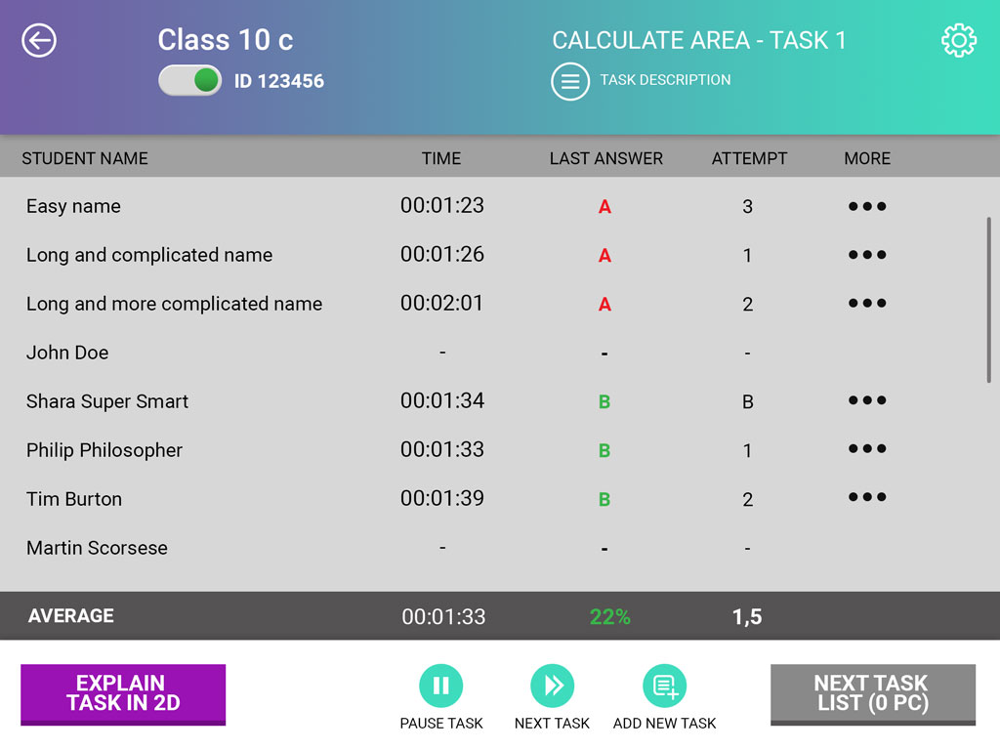 Class 10 c
CALCULATE AREA - TASK 1
ID 123456
TASK DESCRIPTION
STUDENT NAME TIME LAST ANSWER ATTEMPT MORE
Easy name 00:01:23 A 3 •••
Long and complicated name 00:01:26 A 1 •••
Long and more complicated name 00:02:01 A 2 •••
John Doe - - -
Shara Super Smart 00:01:34 B B •••
Philip Philosopher 00:01:33 B 1 •••
Tim Burton 00:01:39 B 2 •••
Martin Scorsese - - -
AVERAGE 00:01:33 22% 1,5
EXPLAIN
TASK IN 2D
PAUSE TASK
NEXT TASK
ADD NEW TASK
NEXT TASK
LIST (0 PC)